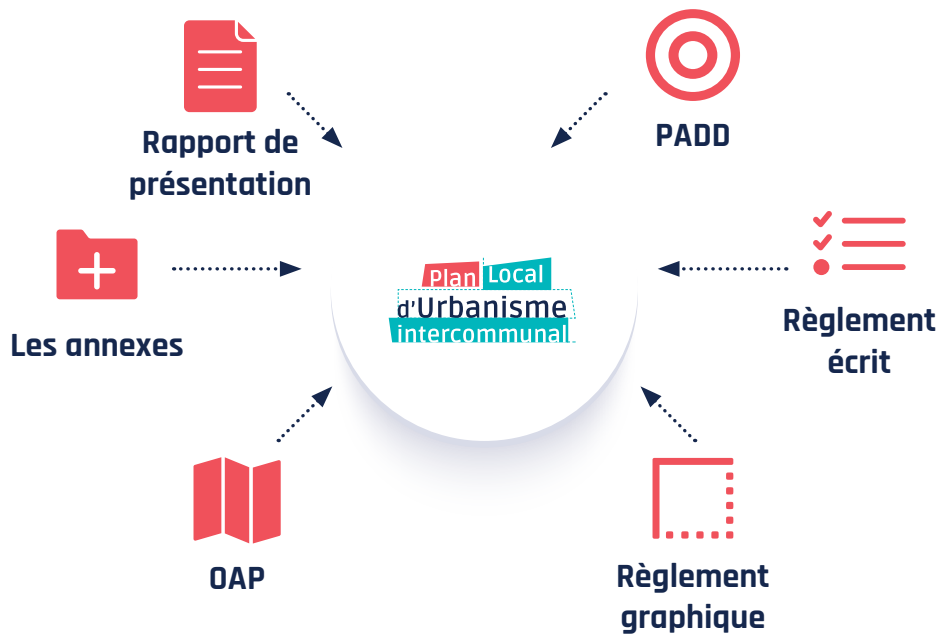 Rapport de
présentation
PADD
Les annexes
Plan Local
d'Urbanisme
intercommunal
Règlement
écrit
OAP
Règlement
graphique